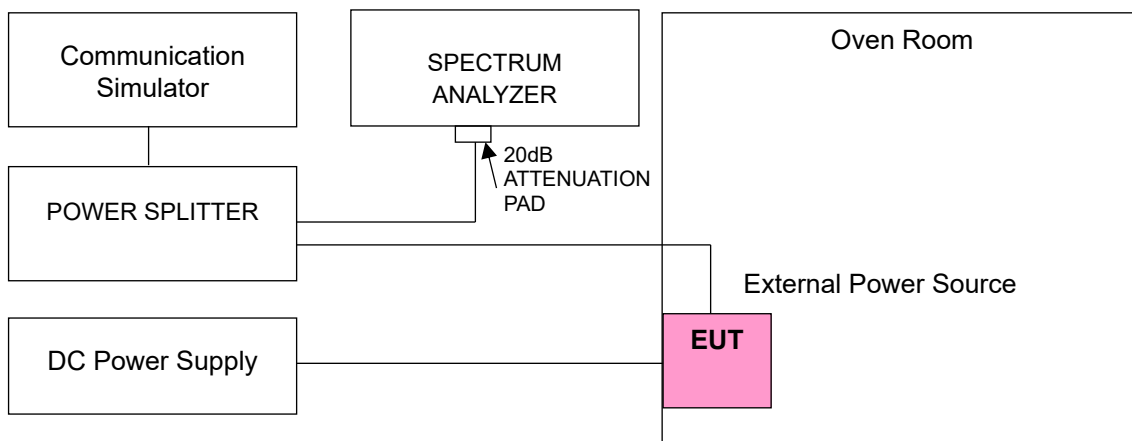 Communication
Simulator
SPECTRUM
ANALYZER
Oven Room
20dB
ATTENUATION
PAD
POWER SPLITTER
External Power Source
EUT
DC Power Supply